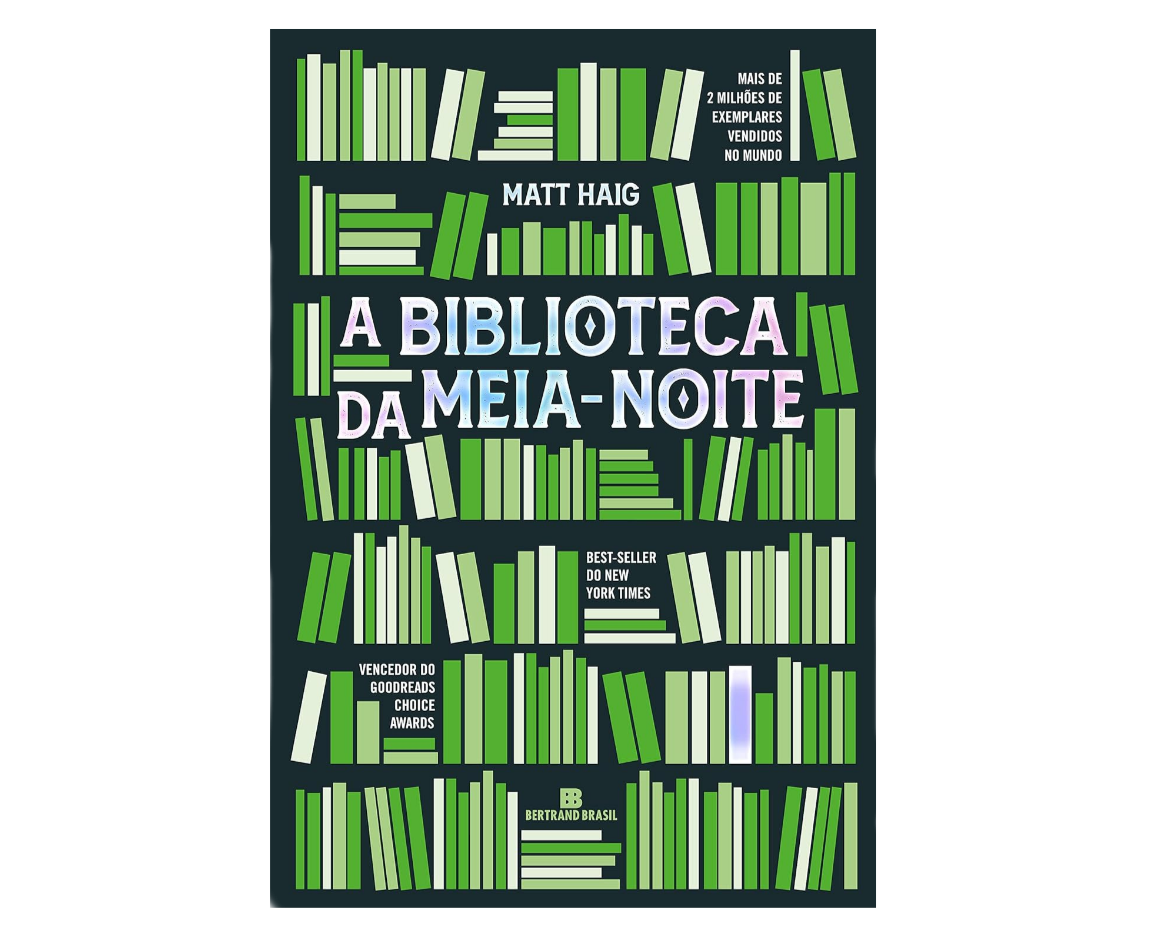 MAIS DE
2 MILHÕES DE
EXEMPLARES
VENDIDOS
NO MUNDO
MATT HAIG
A BIBLIOTECA
DA MEIA-NOITE
BEST-SELLER
DO NEW
YORK TIMES
VENCEDOR DO
GOODREADS
CHOICE
AWARDS
BB
BERTRAND BRASIL